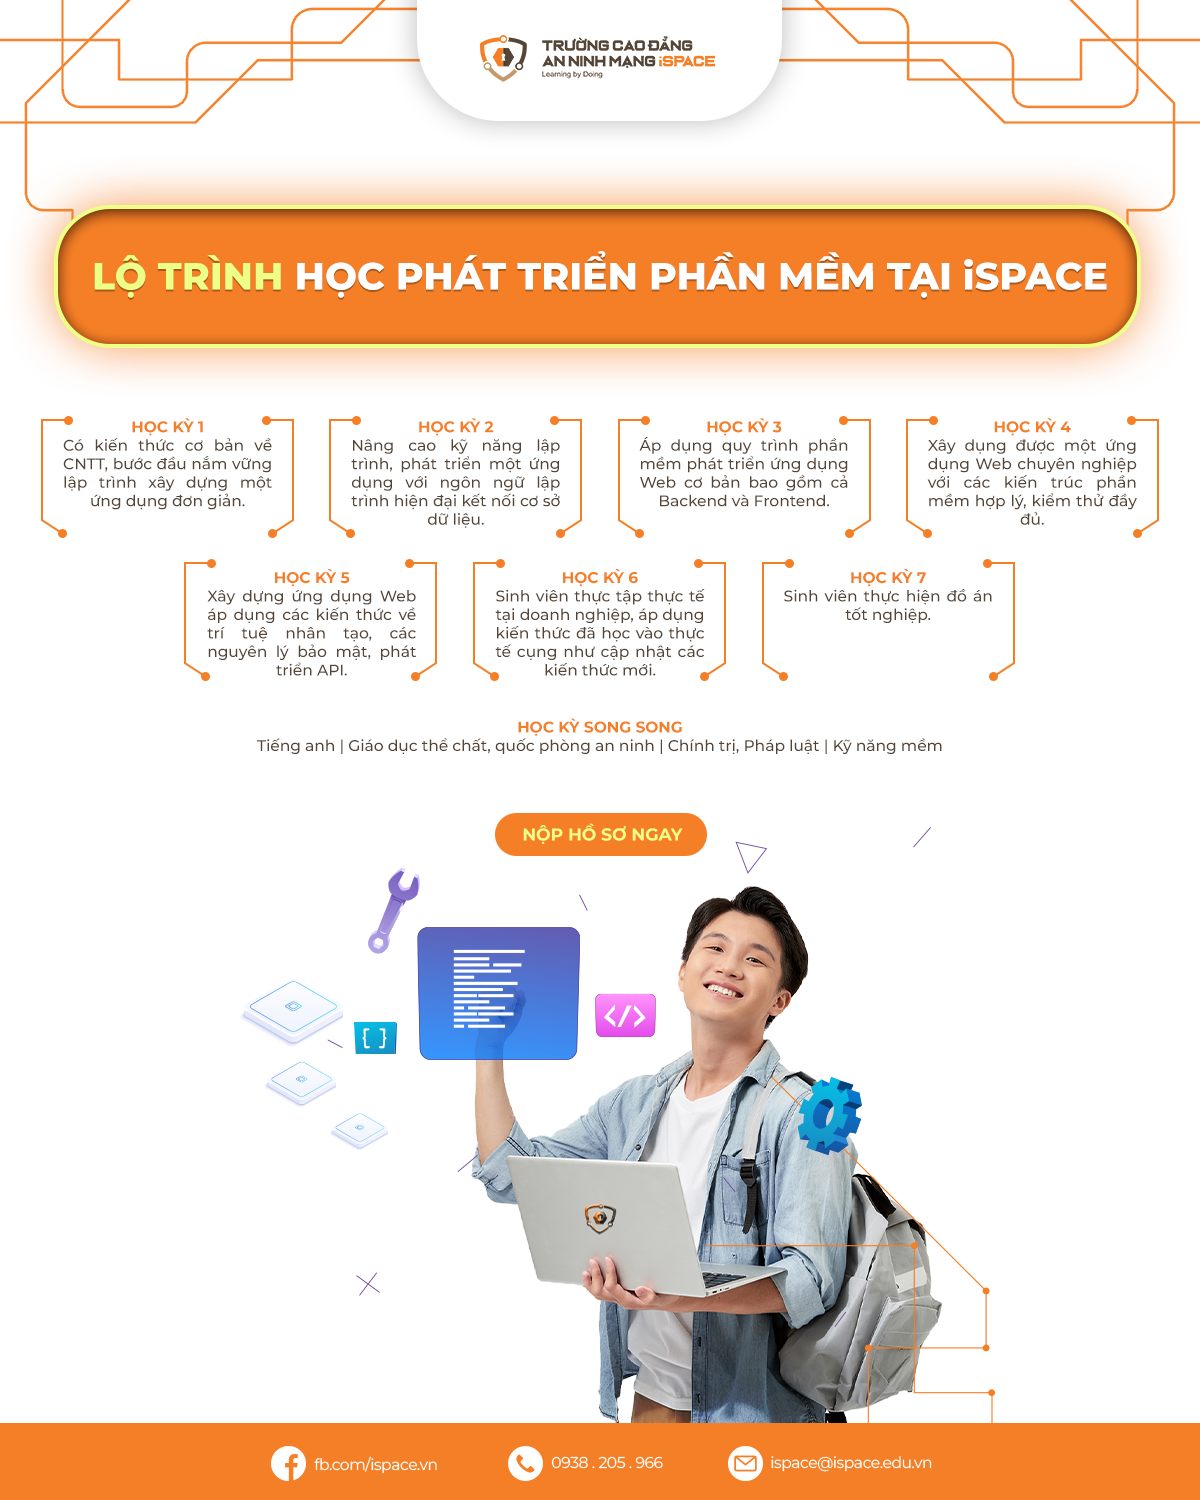 TRƯỜNG CAO ĐẲNG
AN NINH MẠNG iSPACE
Learning by Doing
LỘ TRÌNH HỌC PHÁT TRIỂN PHẦN MỀM TẠI iSPACE
HỌC KỲ 1
Có kiến thức cơ bản về
CNTT, bước đầu nắm vững
lập trình xây dựng một
ứng dụng đơn giản.
HỌC KỲ 2
Nâng cao kỹ năng lập
trình, phát triển một ứng
dụng với ngôn ngữ lập
trình hiện đại kết nối cơ sở
dữ liệu.
HỌC KỲ 3
Áp dụng quy trình phần
mềm phát triển ứng dụng
Web cơ bản bao gồm cả
Backend và Frontend.
HỌC KỲ 4
Xây dụng được một ứng
dụng Web chuyên nghiệp
với các kiến trúc phần
mềm hợp lý, kiểm thử đầy
đủ.
HỌC KỲ 5
Xây dựng ứng dụng Web
áp dụng các kiến thức về
trí tuệ nhân tạo, các
nguyên lý bảo mật, phát
triển API.
HỌC KỲ 6
Sinh viên thực tập thực tế
tại doanh nghiệp, áp dụng
kiến thức đã học vào thực
tế cụng như cập nhật các
kiến thức mới.
HỌC KỲ 7
Sinh viên thực hiện đồ án
tốt nghiệp.
HỌC KỲ SONG SONG
Tiếng anh | Giáo dục thể chất, quốc phòng an ninh | Chính trị, Pháp luật | Kỹ năng mềm
NỘP HỒ SƠ NGAY
{ }
</>
fb.com/ispace.vn
0938 . 205 . 966
ispace@ispace.edu.vn